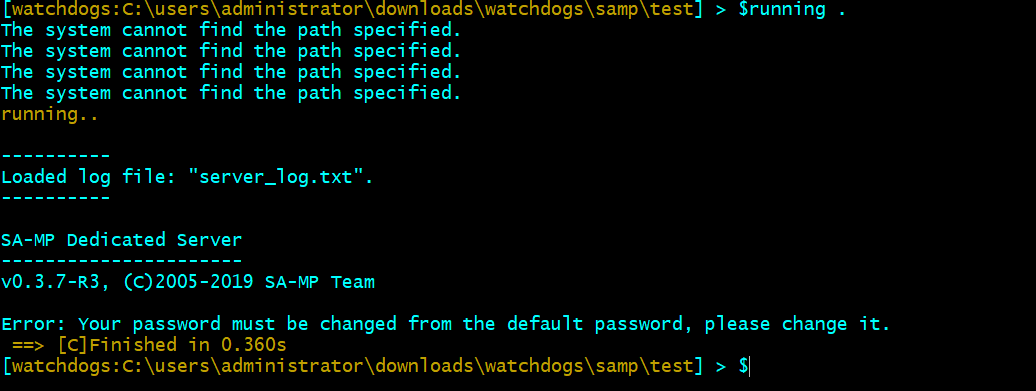 [watchdogs:C:\users\administrator\downloads\watchdogs\samp\test] > $running .
The system cannot find the path specified.
The system cannot find the path specified.
The system cannot find the path specified.
The system cannot find the path specified.
running..
----------
Loaded log file: "server_log.txt".
----------
SA-MP Dedicated Server
----------------------
v0.3.7-R3, (C)2005-2019 SA-MP Team
Error: Your password must be changed from the default password, please change it.
==> [C]Finished in 0.360s
[watchdogs:C:\users\administrator\downloads\watchdogs\samp\test] > $